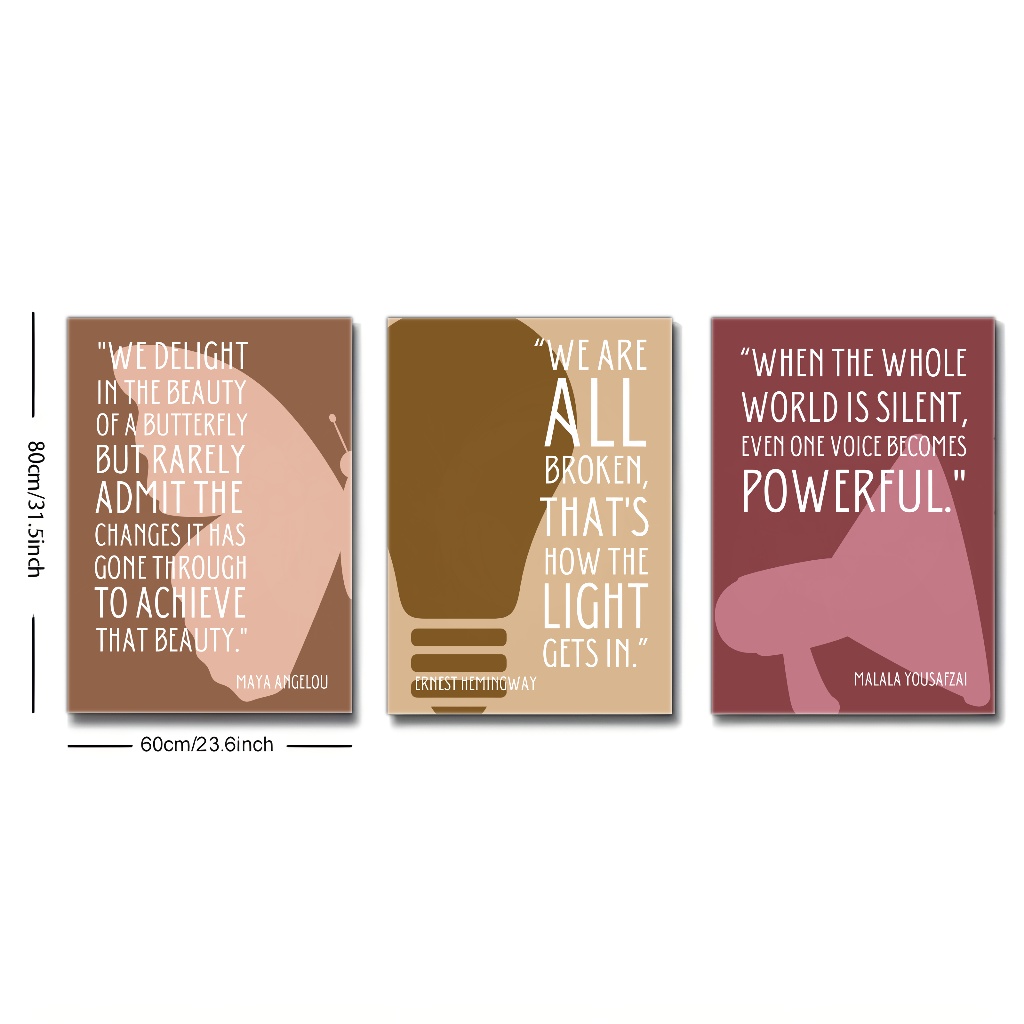 "WE DELIGHT
IN THE BEAUTY
OF A BUTTERFLY
BUT RARELY
ADMIT THE
CHANGES IT HAS
GONE THROUGH
TO ACHIEVE
THAT BEAUTY."
MAYA ANGELOU
“WE ARE
ALL
BROKEN,
THAT'S
HOW THE
LIGHT
GETS IN.”
ERNEST HEMINGWAY
“WHEN THE WHOLE
WORLD IS SILENT,
EVEN ONE VOICE BECOMES
POWERFUL."
MALALA YOUSAFZAI
80cm/31.5inch
60cm/23.6inch